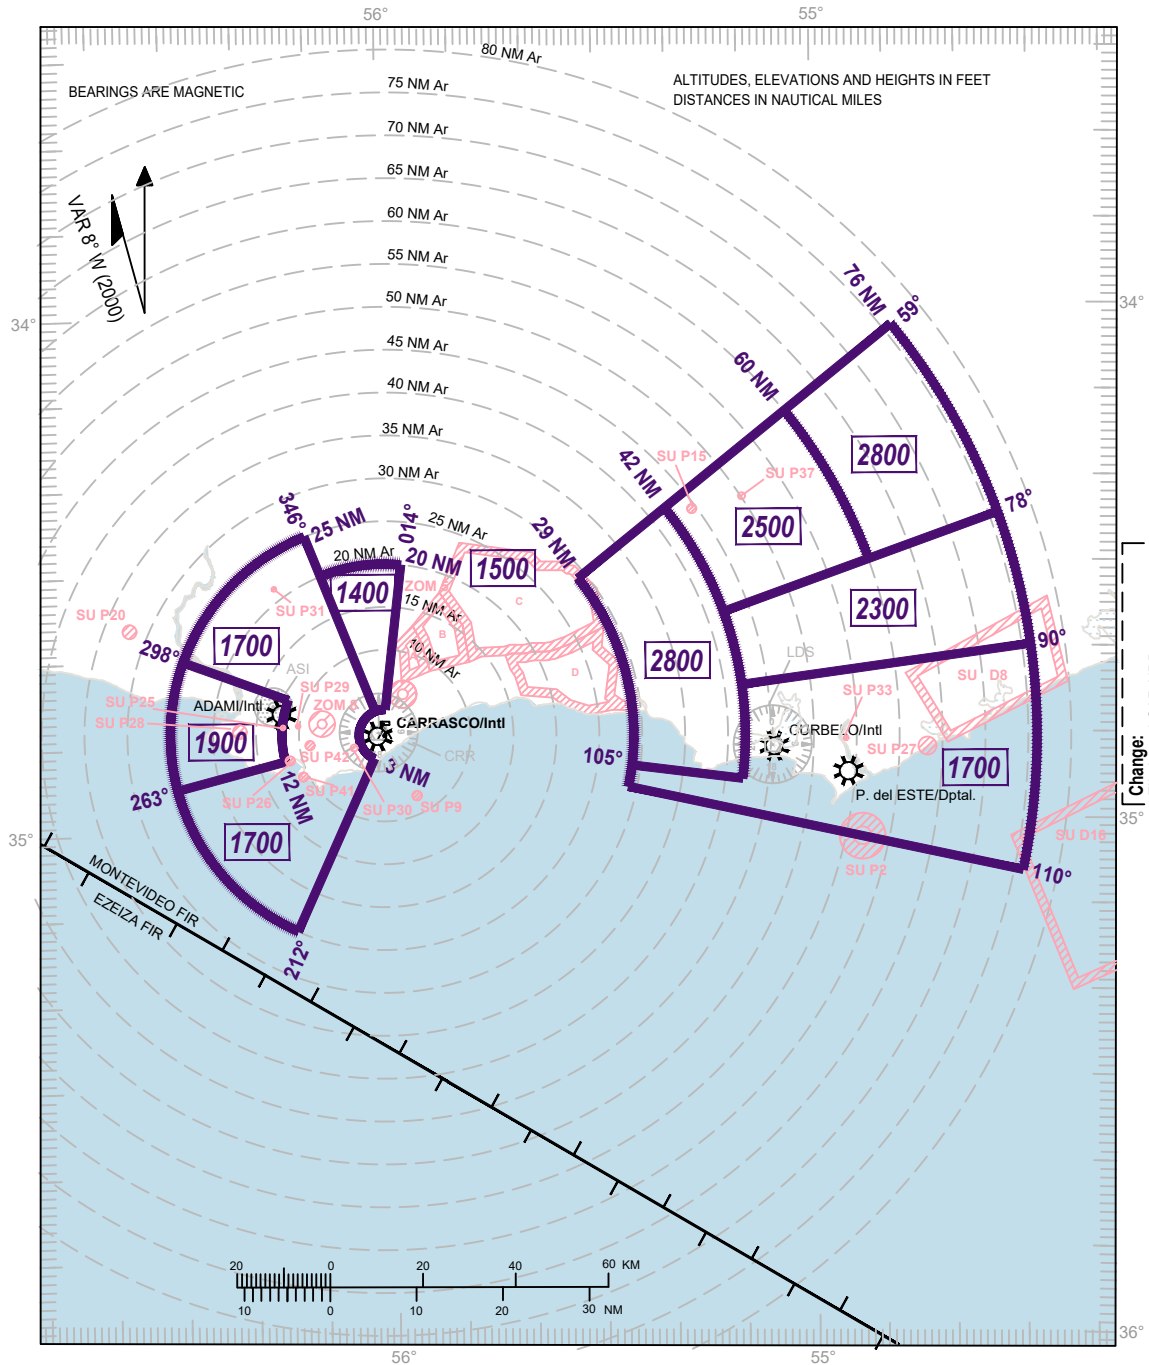 56°
55°
80 NM Ar
75 NM Ar
BEARINGS ARE MAGNETIC
ALTITUDES, ELEVATIONS AND HEIGHTS IN FEET
DISTANCES IN NAUTICAL MILES
70 NM Ar
65 NM Ar
VAR 8° W (2000)
60 NM Ar
55 NM Ar
50 NM Ar
76 NM
59°
34°
34°
45 NM Ar
60 NM
40 NM Ar
35 NM Ar
2800
42 NM
SU P15
30 NM Ar
SU P37
346°
25 NM
014°
25 NM Ar
29 NM
2500
78°
20 NM Ar
20 NM
1500
ZOM 5
1400
15 NM Ar
C
SU P31
SU P20
2300
B
1700
10 NM Ar
90°
298°
ASI
LDS
2800
D
SU D8
SU P29
SU P33
SU P25
ZOM 3
ADAMI/Intl
SU P28
CARRASCO/Intl
CURBELO/Intl
1900
SU P27
SU P42
CRR
105°
3 NM
1700
Change:
263°
SU P26
12 NM
SU P41
SU P30
SU P9
P. del ESTE/Dptal.
35°
35°
1700
SU P2
SU D16
110°
MONTEVIDEO FIR
EZEIZA FIR
212°
20
0
20
40
60 KM
10
0
10
20
30 NM
36°
56°
55°